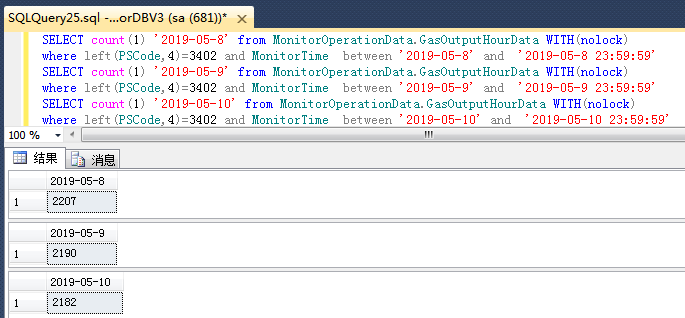 SQLQuery25.sql -...orDBV3 (sa (681))*
SELECT count(1) '2019-05-8' from MonitorOperationData.GasOutputHourData WITH(nolock)
where left(PSCode,4)=3402 and MonitorTime  between '2019-05-8' and  '2019-05-8 23:59:59'
SELECT count(1) '2019-05-9' from MonitorOperationData.GasOutputHourData WITH(nolock)
where left(PSCode,4)=3402 and MonitorTime  between '2019-05-9' and  '2019-05-9 23:59:59'
SELECT count(1) '2019-05-10' from MonitorOperationData.GasOutputHourData WITH(nolock)
where left(PSCode,4)=3402 and MonitorTime  between '2019-05-10' and  '2019-05-10 23:59:59'
100 %
结果 消息
2019-05-8
1 2207
2019-05-9
1 2190
2019-05-10
1 2182